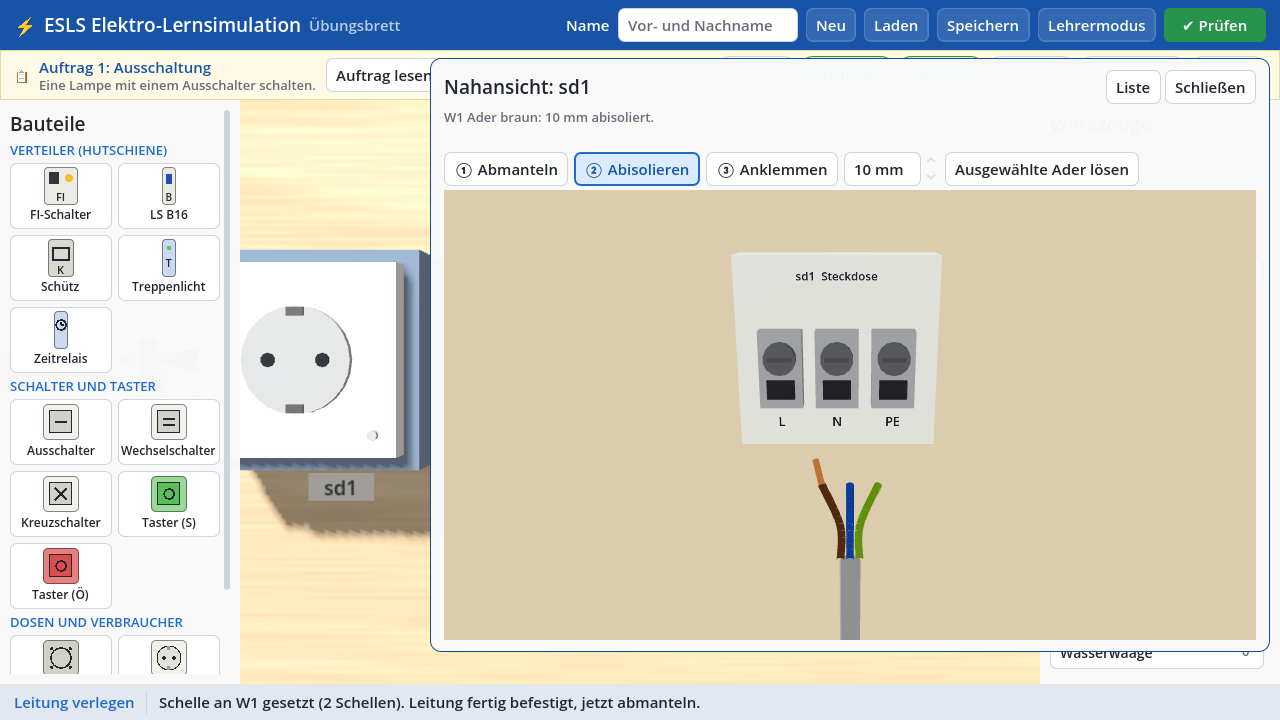 ESLS Elektro-Lernsimulation Übungsbrett Name Vor- und Nachname Neu Laden Speichern Lehrermodus ✔ Prüfen
Auftrag 1: Ausschaltung
Eine Lampe mit einem Ausschalter schalten.
Auftrag lesen
Nahansicht: sd1
Liste Schließen
W1 Ader braun: 10 mm abisoliert.
① Abmanteln ② Abisolieren ③ Anklemmen 10 mm Ausgewählte Ader lösen
sd1 Steckdose
L N PE
Bauteile
VERTEILER (HUTSCHIENE)
FI
FI-Schalter
B
LS B16
K
Schütz
T
Treppenlicht
Zeitrelais
SCHALTER UND TASTER
Ausschalter
Wechselschalter
Kreuzschalter
Taster (S)
Taster (Ö)
DOSEN UND VERBRAUCHER
sd1
Werkzeuge
Wasserwaage
Leitung verlegen Schelle an W1 gesetzt (2 Schellen). Leitung fertig befestigt, jetzt abmanteln.